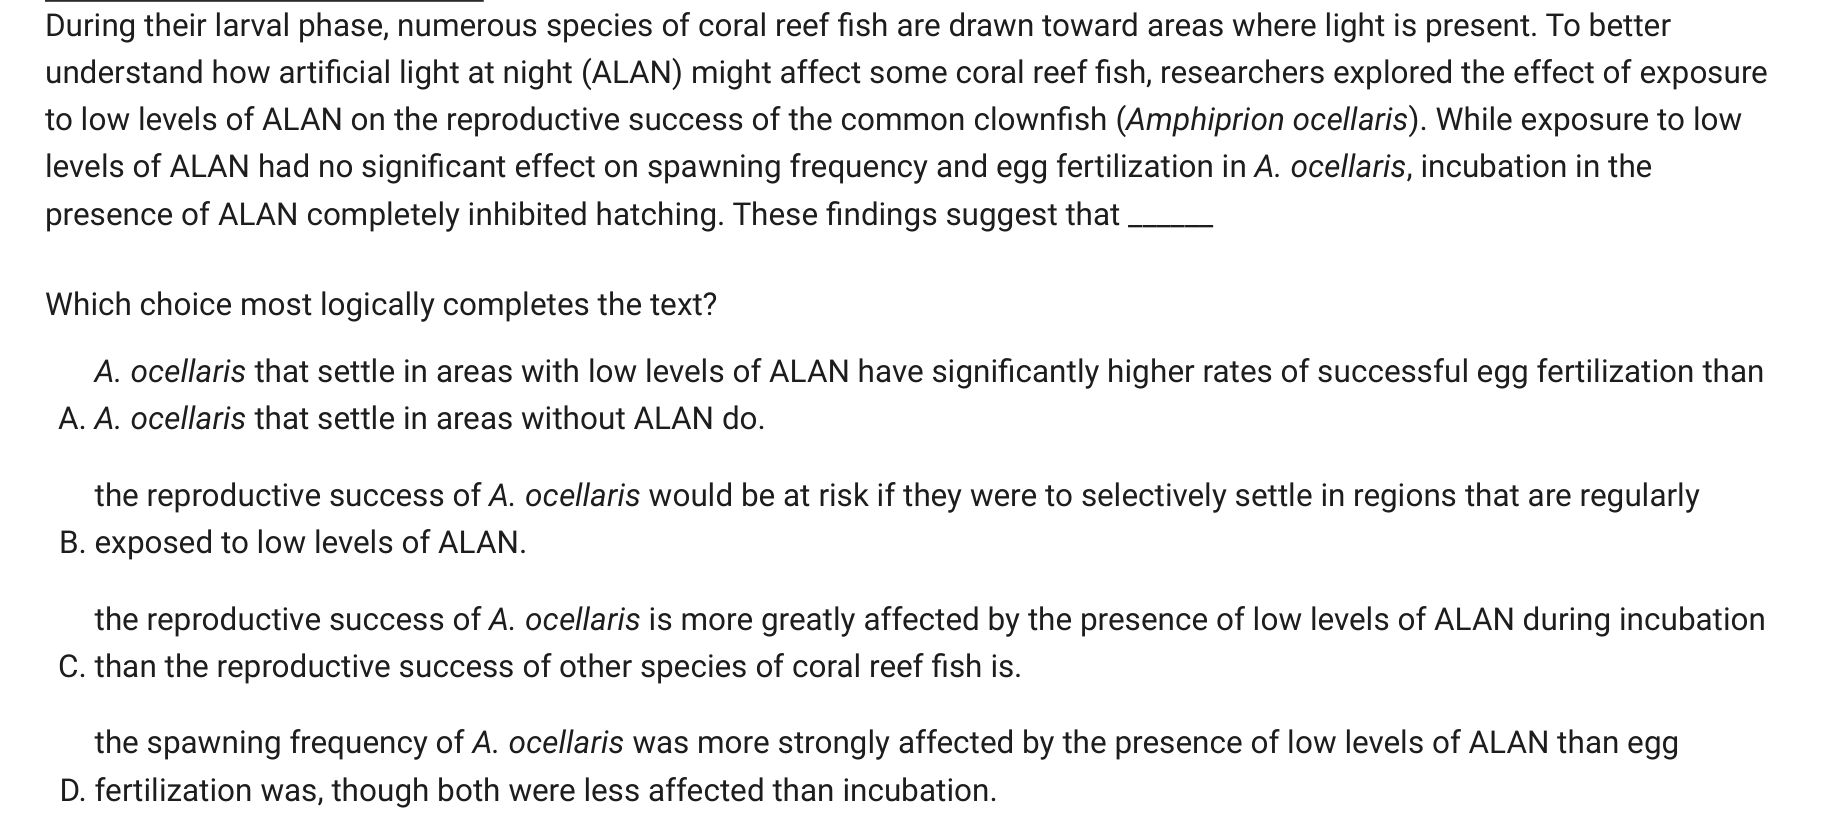 During their larval phase, numerous species of coral reef fish are drawn toward areas where light is present. To better
understand how artificial light at night (ALAN) might affect some coral reef fish, researchers explored the effect of exposure
to low levels of ALAN on the reproductive success of the common clownfish (Amphiprion ocellaris). While exposure to low
levels of ALAN had no significant effect on spawning frequency and egg fertilization in A. ocellaris, incubation in the
presence of ALAN completely inhibited hatching. These findings suggest that ______
Which choice most logically completes the text?
A. ocellaris that settle in areas with low levels of ALAN have significantly higher rates of successful egg fertilization than
A. A. ocellaris that settle in areas without ALAN do.
the reproductive success of A. ocellaris would be at risk if they were to selectively settle in regions that are regularly
B. exposed to low levels of ALAN.
the reproductive success of A. ocellaris is more greatly affected by the presence of low levels of ALAN during incubation
C. than the reproductive success of other species of coral reef fish is.
the spawning frequency of A. ocellaris was more strongly affected by the presence of low levels of ALAN than egg
D. fertilization was, though both were less affected than incubation.